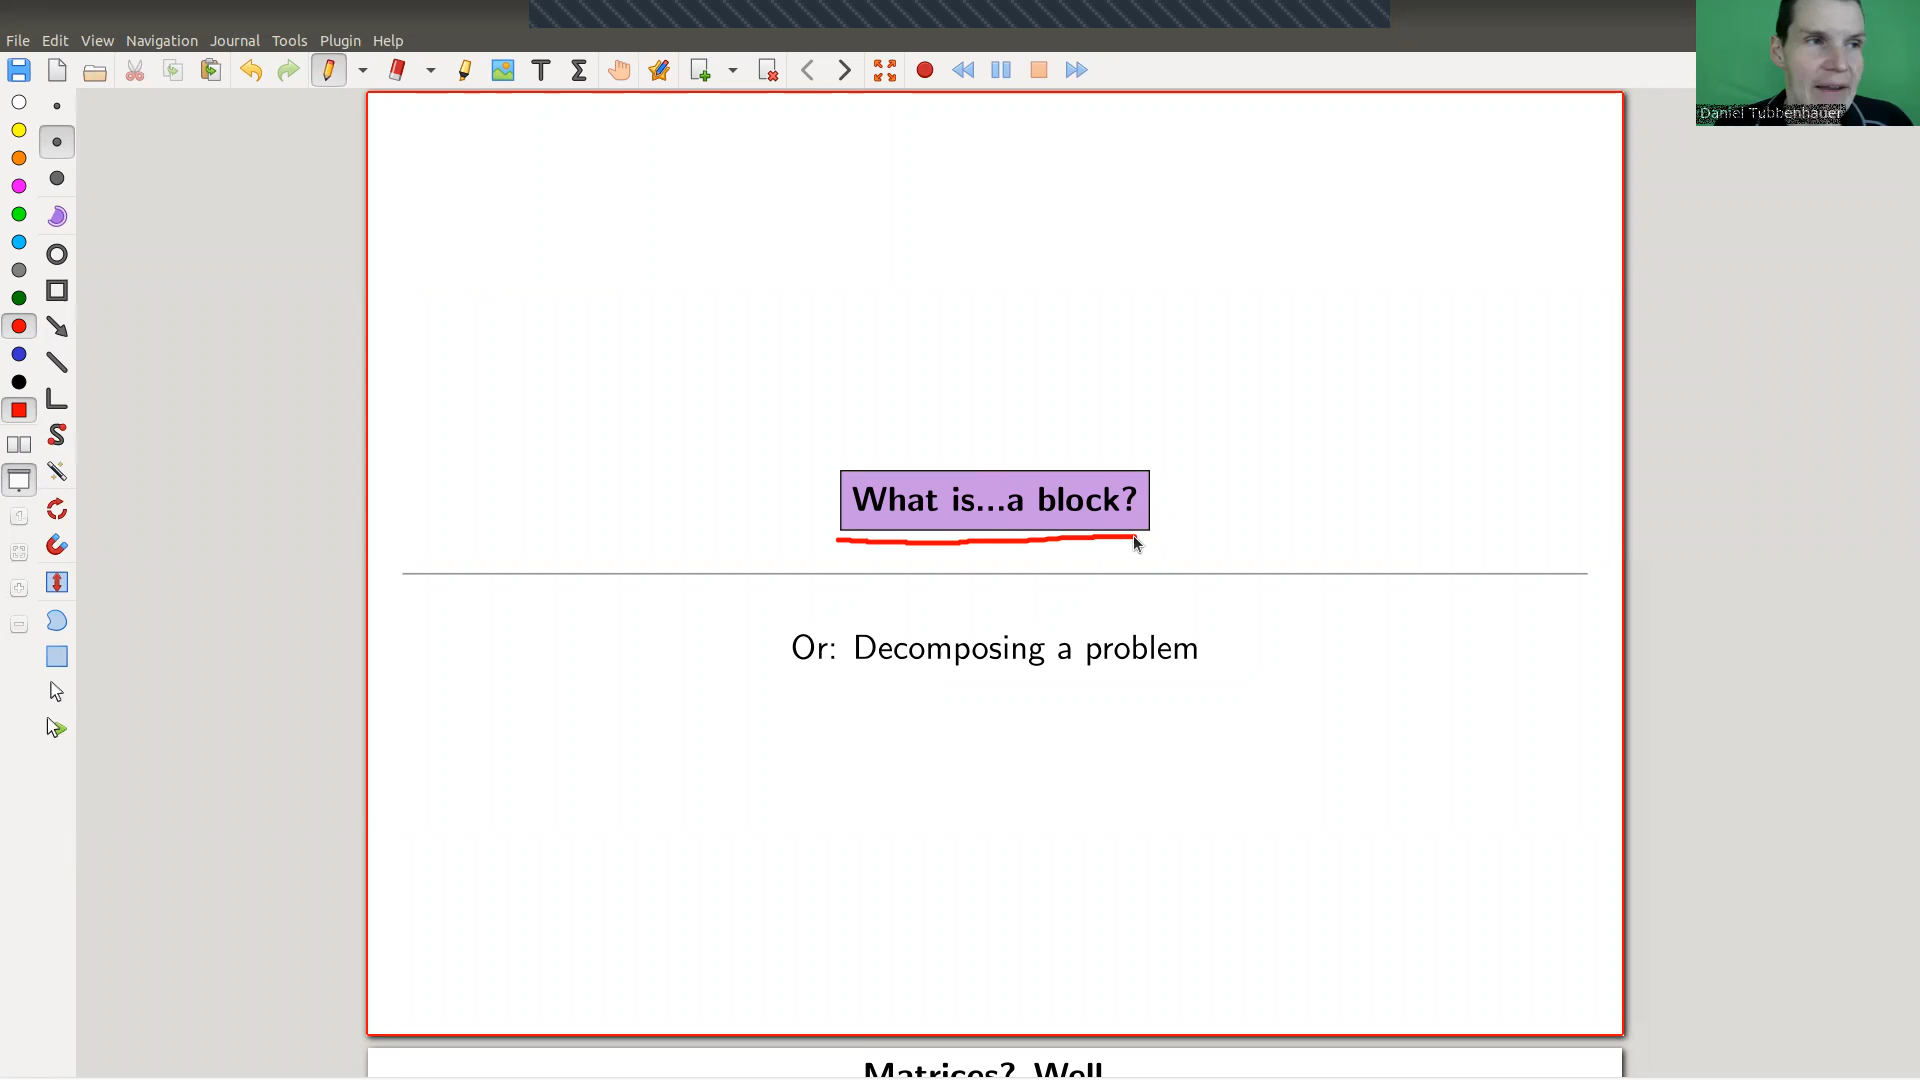 File Edit View Navigation Journal Tools Plugin Help
Daniel Tubbenhauer
What is...a block?
Or: Decomposing a problem
Matrices? Well